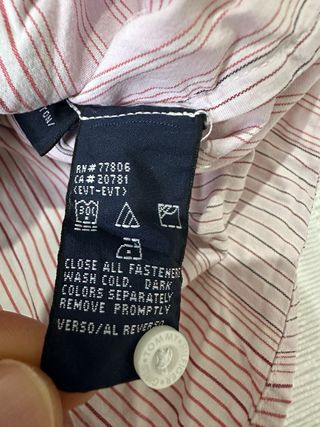 RN# 77806
CA# 20781
(EVT-EVT)
30C
CLOSE ALL FASTENERS
WASH COLD. DARK
COLORS SEPARATELY
REMOVE PROMPTLY
VERSO/AL REVERSO
TOMMY